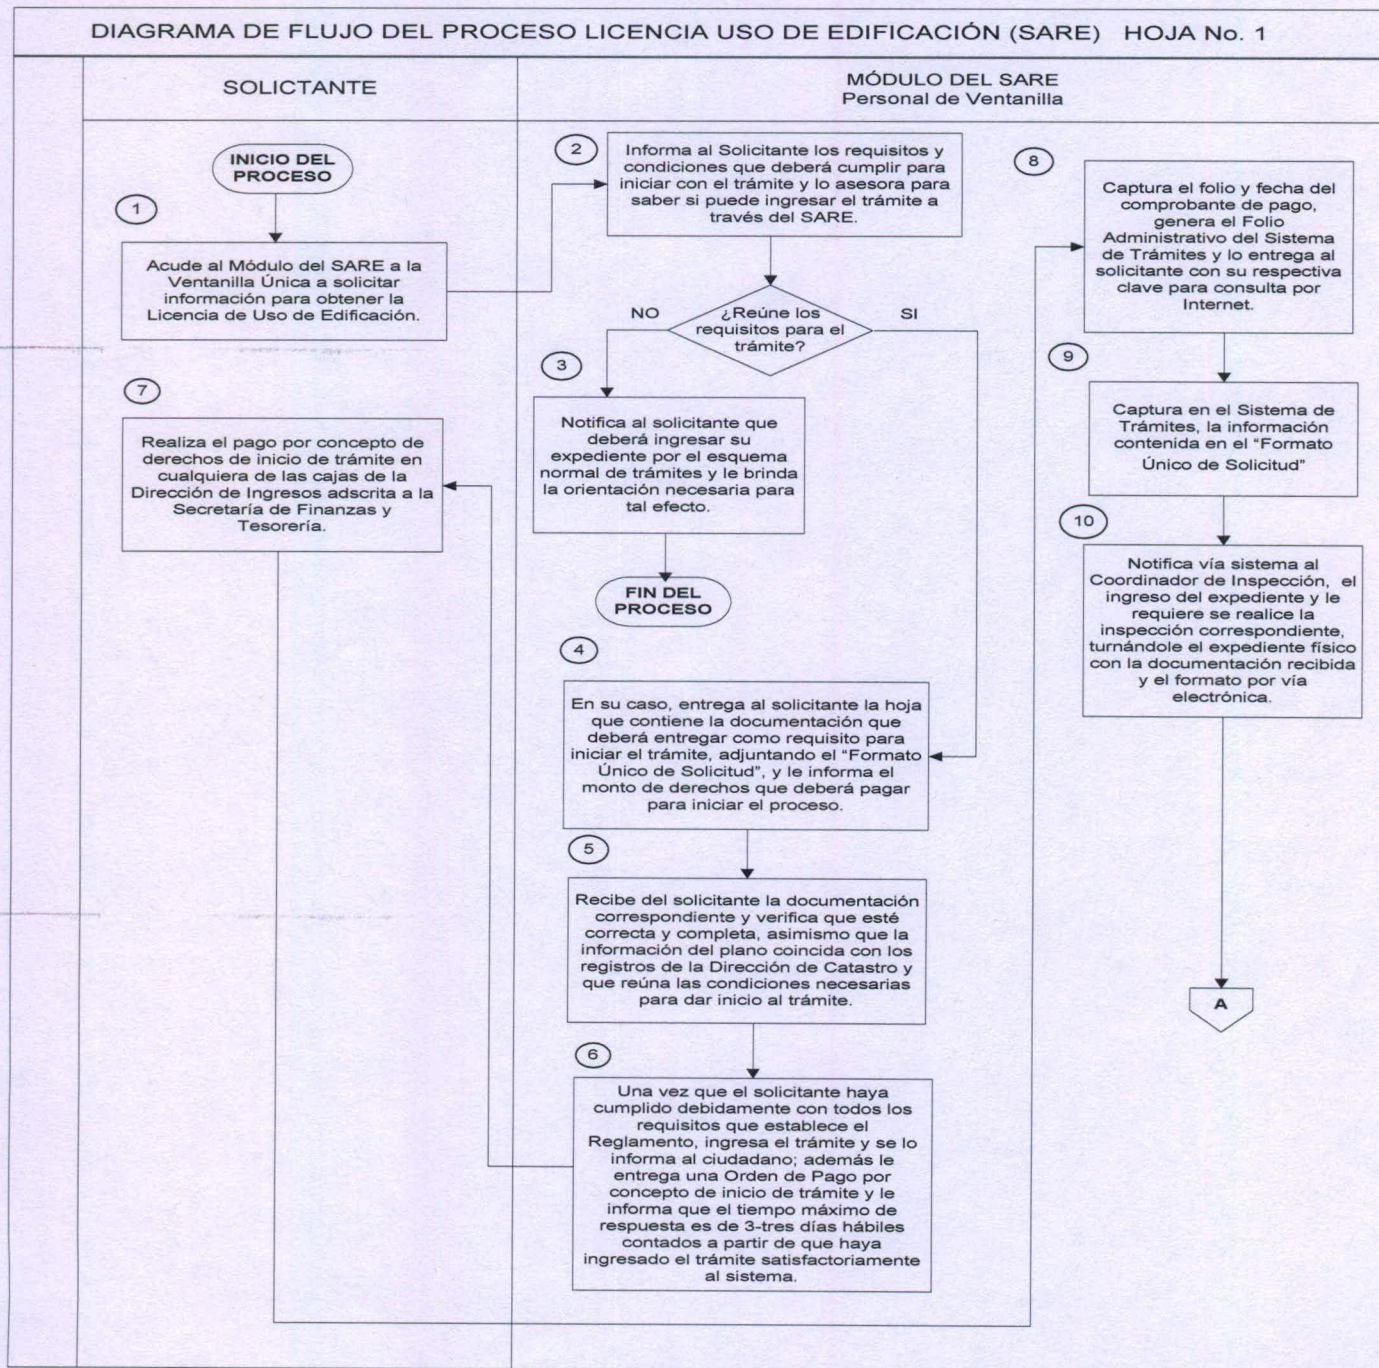 DIAGRAMA DE FLUJO DEL PROCESO LICENCIA USO DE EDIFICACIÓN (SARE) HOJA No. 1
SOLICTANTE
MÓDULO DEL SARE
Personal de Ventanilla
INICIO DEL
PROCESO
1
Acude al Módulo del SARE a la
Ventanilla Única a solicitar
información para obtener la
Licencia de Uso de Edificación.
2
Informa al Solicitante los requisitos y
condiciones que deberá cumplir para
iniciar con el trámite y lo asesora para
saber si puede ingresar el trámite a
través del SARE.
¿Reúne los
requisitos para el
trámite?
NO
SI
3
Notifica al solicitante que
deberá ingresar su
expediente por el esquema
normal de trámites y le brinda
la orientación necesaria para
tal efecto.
FIN DEL
PROCESO
4
En su caso, entrega al solicitante la hoja
que contiene la documentación que
deberá entregar como requisito para
iniciar el trámite, adjuntando el “Formato
Único de Solicitud”, y le informa el
monto de derechos que deberá pagar
para iniciar el proceso.
5
Recibe del solicitante la documentación
correspondiente y verifica que esté
correcta y completa, asimismo que la
información del plano coincida con los
registros de la Dirección de Catastro y
que reúna las condiciones necesarias
para dar inicio al trámite.
6
Una vez que el solicitante haya
cumplido debidamente con todos los
requisitos que establece el
Reglamento, ingresa el trámite y se lo
informa al ciudadano; además le
entrega una Orden de Pago por
concepto de inicio de trámite y le
informa que el tiempo máximo de
respuesta es de 3-tres días hábiles
contados a partir de que haya
ingresado el trámite satisfactoriamente
al sistema.
7
Realiza el pago por concepto de
derechos de inicio de trámite en
cualquiera de las cajas de la
Dirección de Ingresos adscrita a la
Secretaría de Finanzas y
Tesorería.
8
Captura el folio y fecha del
comprobante de pago,
genera el Folio
Administrativo del Sistema
de Trámites y lo entrega al
solicitante con su respectiva
clave para consulta por
Internet.
9
Captura en el Sistema de
Trámites, la información
contenida en el “Formato
Único de Solicitud”
10
Notifica vía sistema al
Coordinador de Inspección, el
ingreso del expediente y le
requiere se realice la
inspección correspondiente,
turnándole el expediente físico
con la documentación recibida
y el formato por vía
electrónica.
A